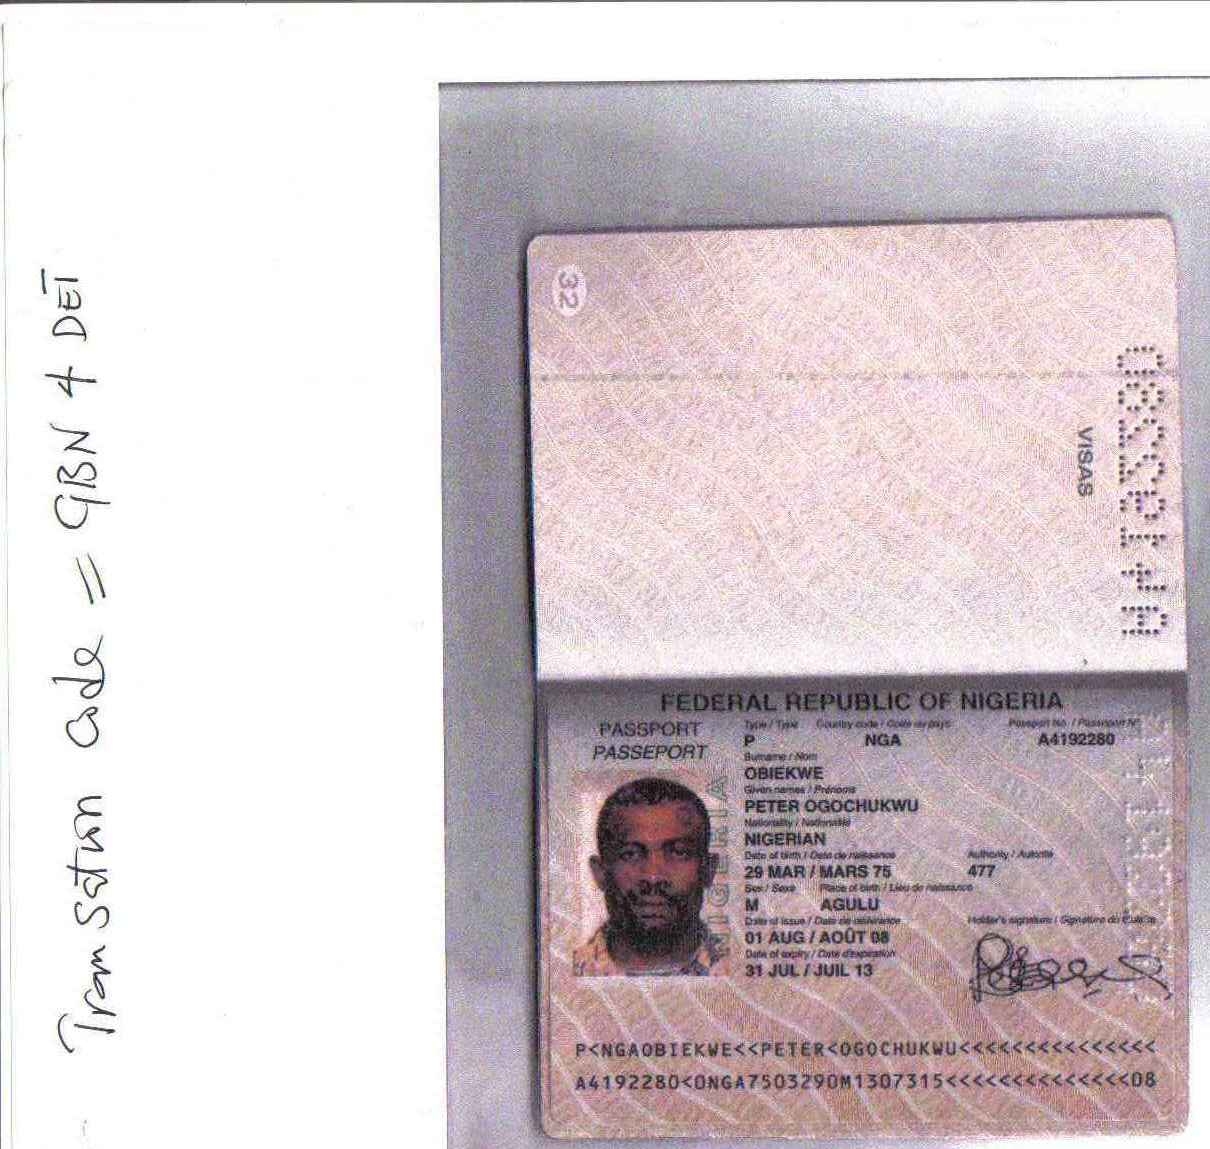 Transsetion code = GBN 4 DET
32
VISAS
A4192280
FEDERAL REPUBLIC OF NIGERIA
PASSPORT
PASSEPORT
Type / Type Country code / Code du pays Passport No. / Passeport N°
P NGA A4192280
Surname / Nom
OBIEKWE
Given names / Prénoms
PETER OGOCHUKWU
Nationality / Nationalité
NIGERIAN
Date of birth / Date de naissance Authority / Autorité
29 MAR / MARS 75 477
Sex / Sexe Place of birth / Lieu de naissance
M AGULU
Date of issue / Date de délivrance Holder's signature / Signature du titulaire
01 AUG / AOÛT 08
Date of expiry / Date d'expiration
31 JUL / JUIL 13
NIGERIA
P<NGAOBIEKWE<<PETER<OGOCHUKWU<<<<<<<<<<<<<<<
A4192280<0NGA7503290M1307315<<<<<<<<<<<<<<08